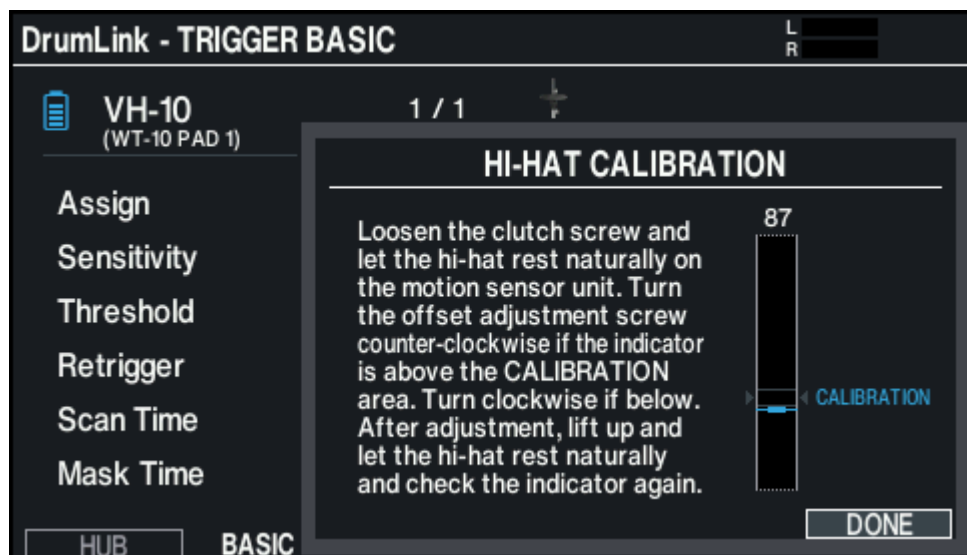 DrumLink - TRIGGER BASIC
L
R
VH-10
(WT-10 PAD 1)
1 / 1
Assign
Sensitivity
Threshold
Retrigger
Scan Time
Mask Time
HUB
BASIC
HI-HAT CALIBRATION
Loosen the clutch screw and
let the hi-hat rest naturally on
the motion sensor unit. Turn
the offset adjustment screw
counter-clockwise if the indicator
is above the CALIBRATION
area. Turn clockwise if below.
After adjustment, lift up and
let the hi-hat rest naturally
and check the indicator again.
87
CALIBRATION
DONE